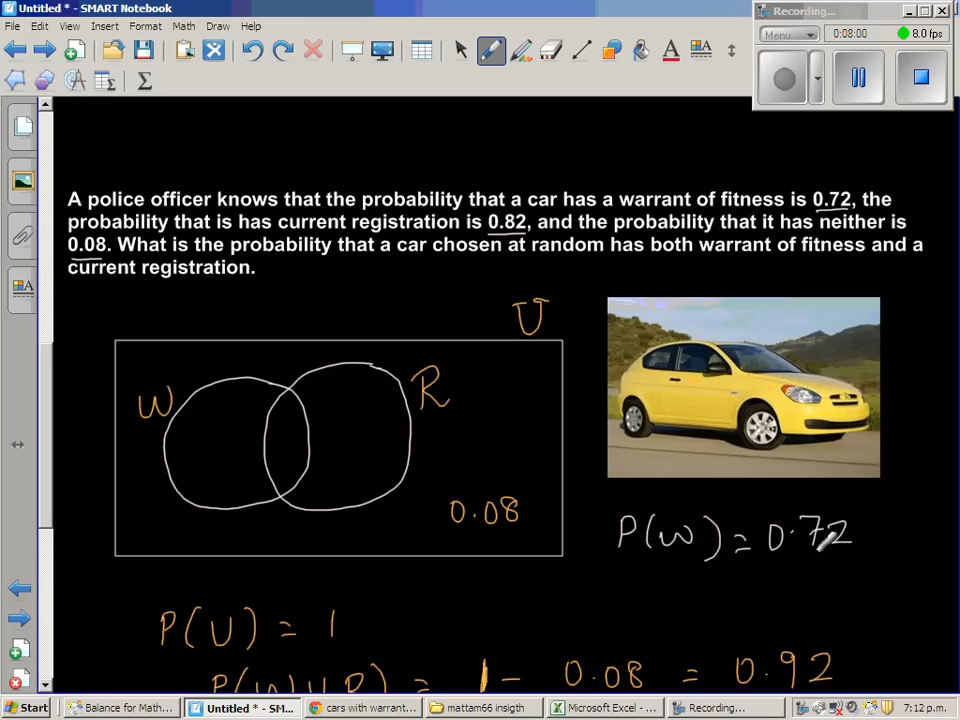 Untitled * - SMART Notebook
Recording...
File Edit View Insert Format Math Draw Help
Menu 0:08:00 8.0 fps
A police officer knows that the probability that a car has a warrant of fitness is 0.72, the
probability that is has current registration is 0.82, and the probability that it has neither is
0.08. What is the probability that a car chosen at random has both warrant of fitness and a
current registration.
U
W
R
0.08
P(W) = 0.72
P(U) = 1
P(W∪R) = 1 - 0.08 = 0.92
Start Balance for Math... Untitled * - SM... cars with warrant... mattam66 insigth Microsoft Excel - ... Recording... 7:12 p.m.